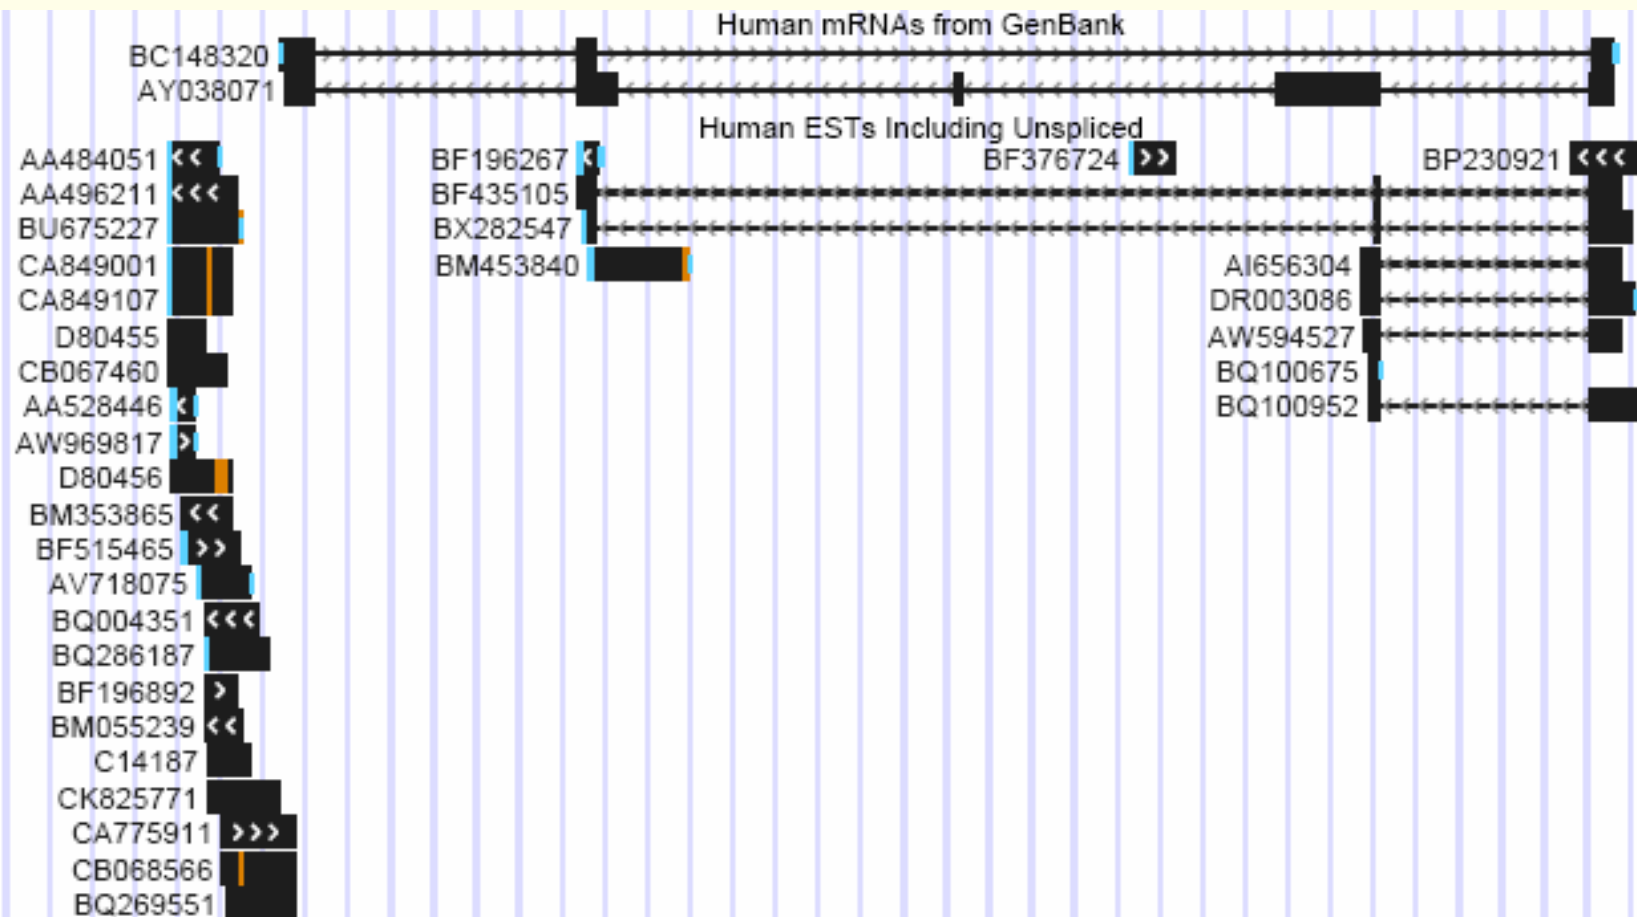 Human mRNAs from GenBank
BC148320
AY038071
Human ESTs Including Unspliced
AA484051 BF196267 BF376724 BP230921
AA496211 BF435105
BU675227 BX282547
CA849001 BM453840 AI656304
CA849107 DR003086
D80455 AW594527
CB067460 BQ100675
AA528446 BQ100952
AW969817
D80456
BM353865
BF515465
AV718075
BQ004351
BQ286187
BF196892
BM055239
C14187
CK825771
CA775911
CB068566
BQ269551